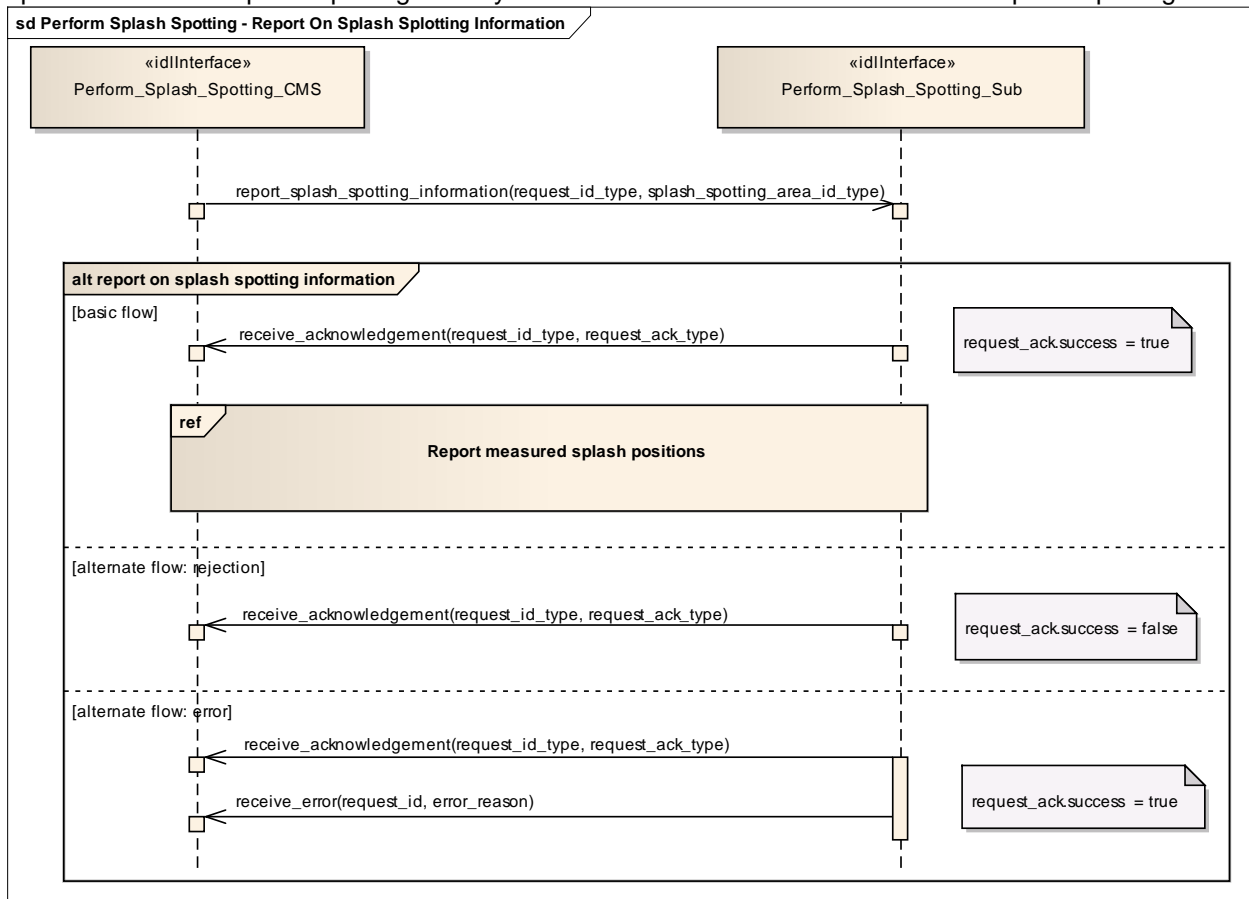 sd Perform Splash Spotting - Report On Splash Splotting Information
«idlInterface»
Perform_Splash_Spotting_CMS
«idlInterface»
Perform_Splash_Spotting_Sub
report_splash_spotting_information(request_id_type, splash_spotting_area_id_type)
alt report on splash spotting information
[basic flow]
receive_acknowledgement(request_id_type, request_ack_type)
request_ack.success = true
ref
Report measured splash positions
[alternate flow: rejection]
receive_acknowledgement(request_id_type, request_ack_type)
request_ack.success = false
[alternate flow: error]
receive_acknowledgement(request_id_type, request_ack_type)
receive_error(request_id, error_reason)
request_ack.success = true